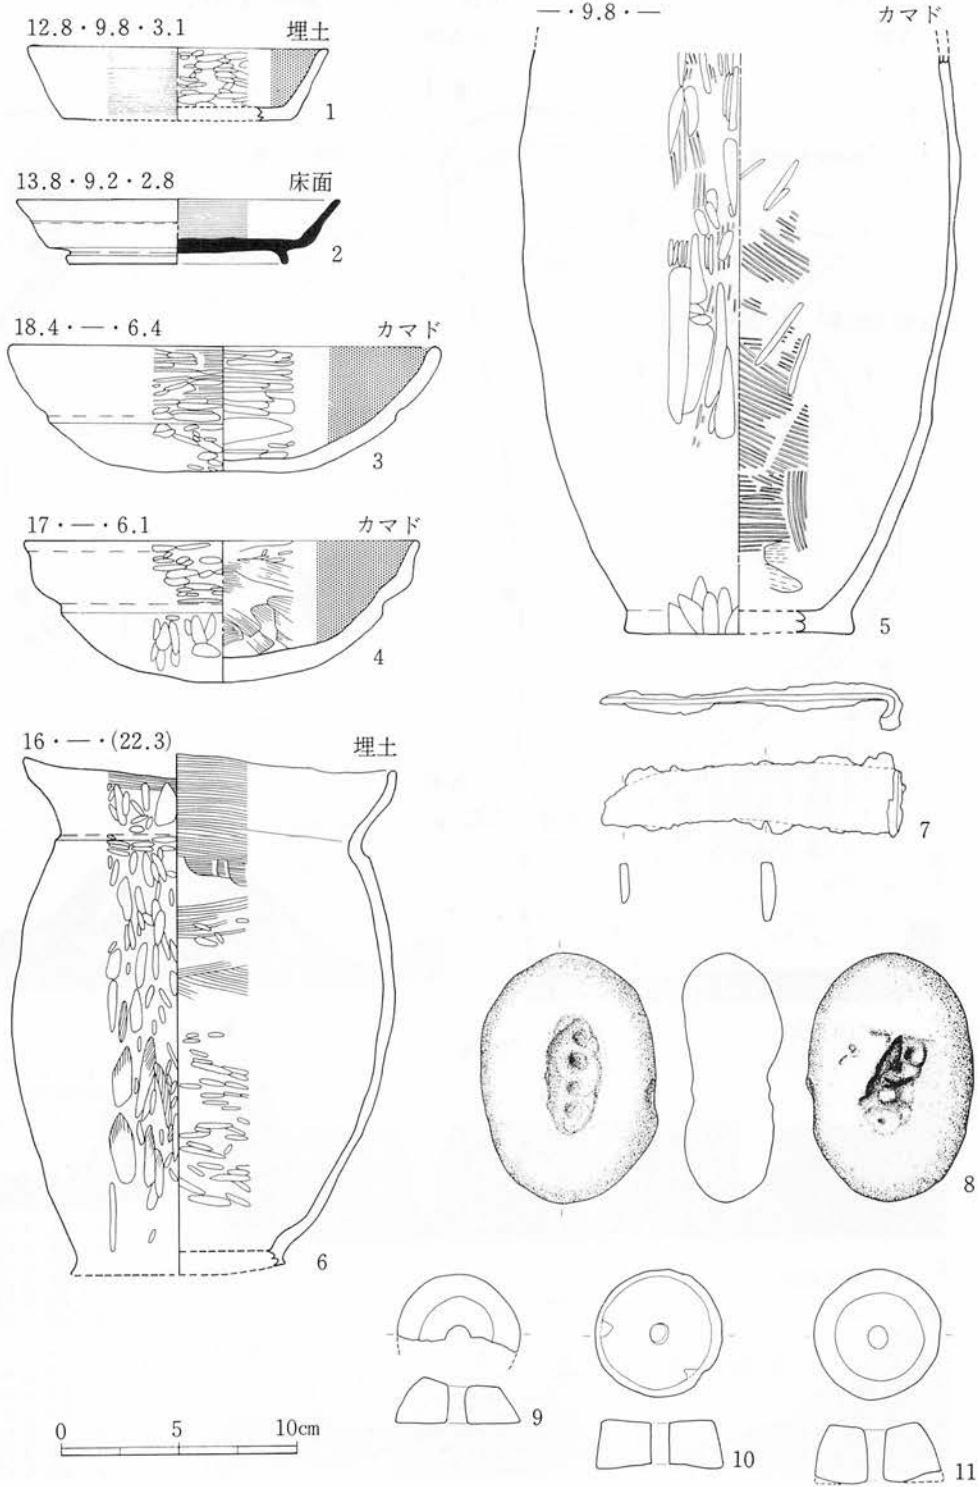 12.8・9.8・3.1 埋土
1
13.8・9.2・2.8 床面
2
18.4・—・6.4 カマド
3
17・—・6.1 カマド
4
—・9.8・— カマド
5
16・—・(22.3) 埋土
6
7
8
9
10
11
0 5 10cm